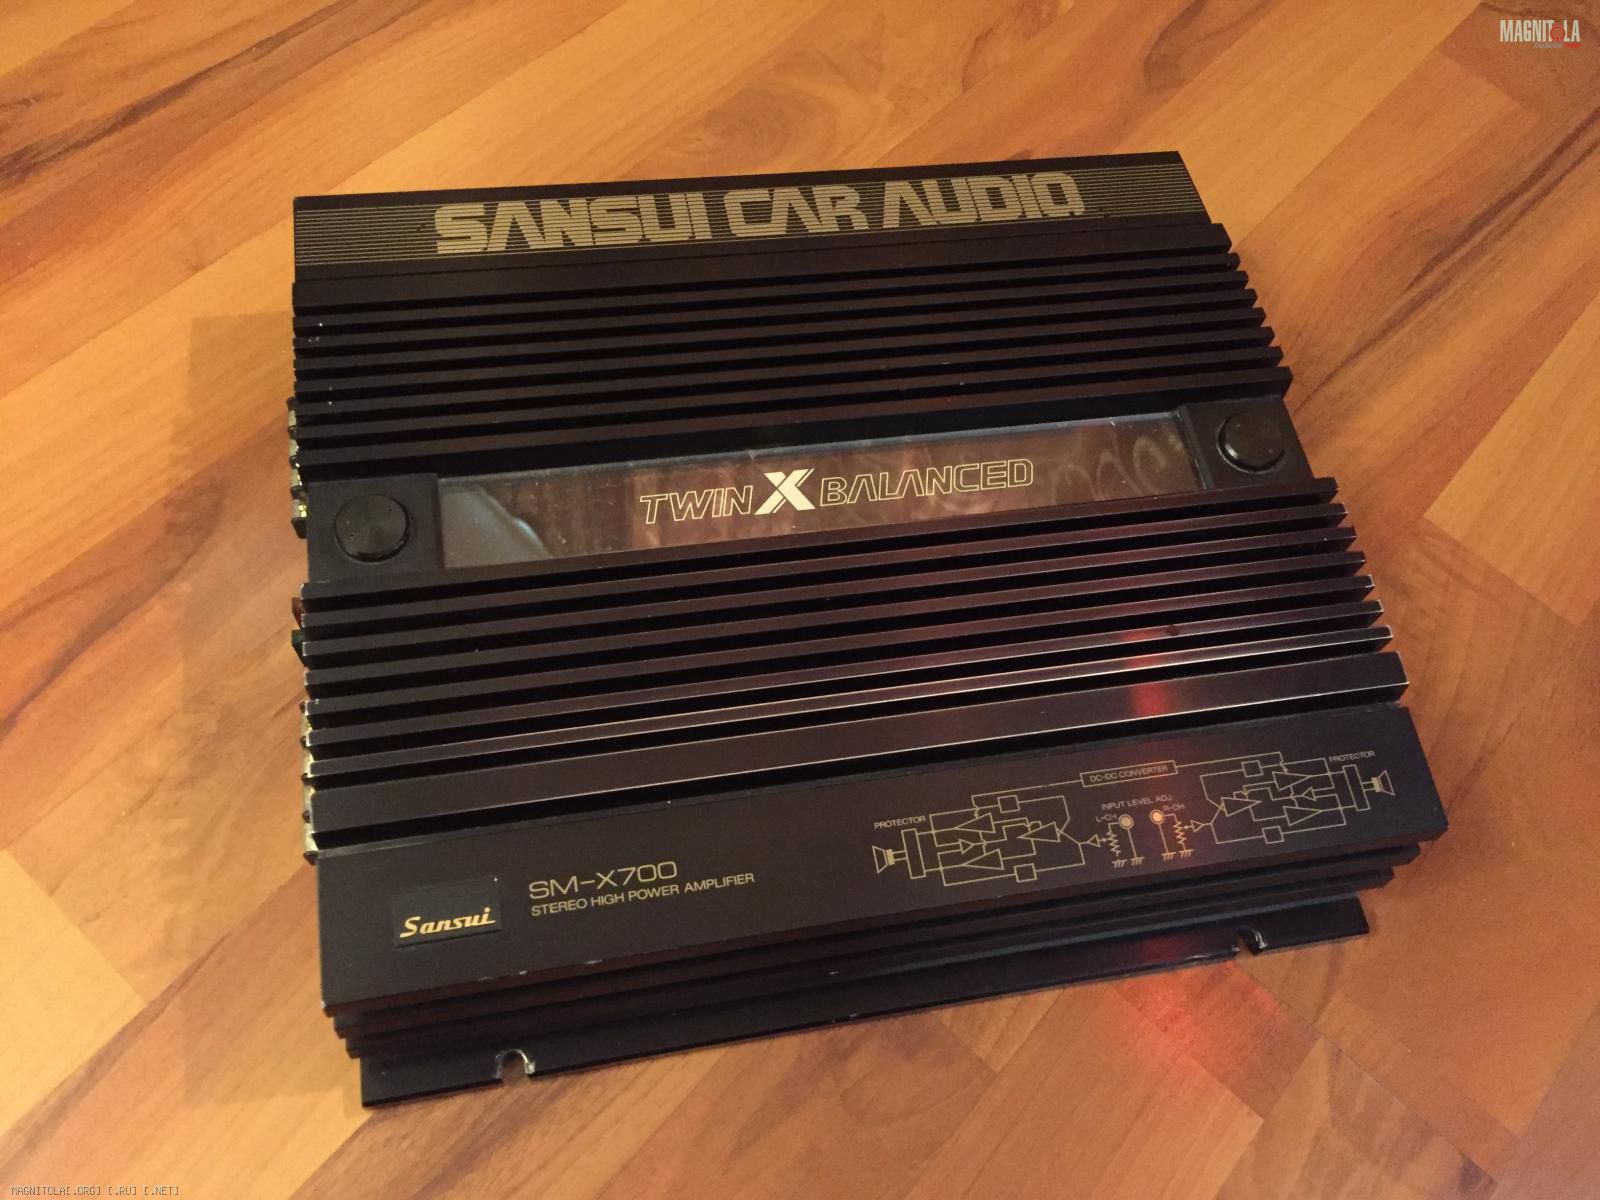 MAGNITOLA
SANSUI CAR AUDIO
TWIN X BALANCED
DC-DC CONVERTER
PROTECTOR
INPUT LEVEL ADJ.
L-CH
R-CH
PROTECTOR
SM-X700
STEREO HIGH POWER AMPLIFIER
Sansui
MAGNITOLA[.ORG] [.RU] [.NET]